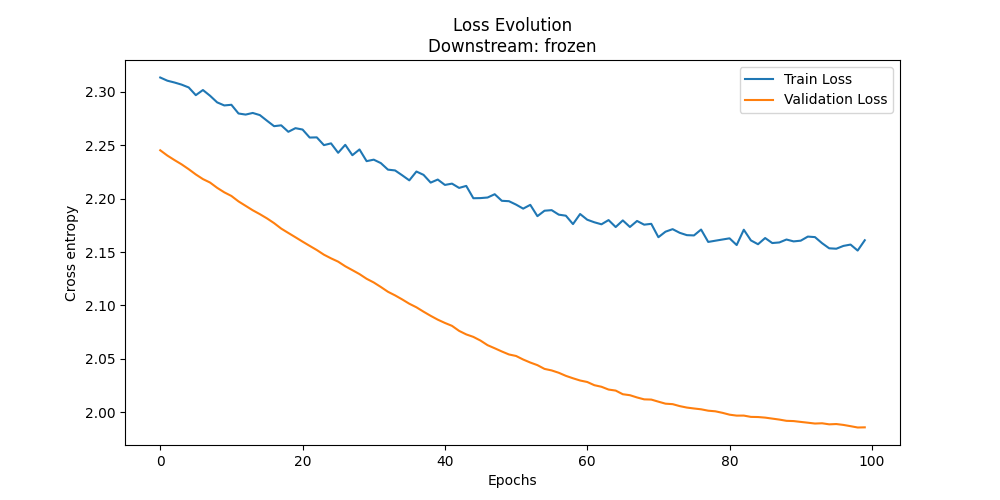 Loss Evolution
Downstream: frozen
Train Loss
Validation Loss
2.30
2.25
2.20
2.15
2.10
2.05
2.00
Cross entropy
0
20
40
60
80
100
Epochs